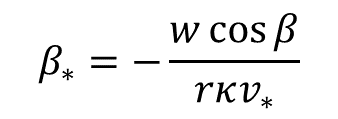 β∗ = − w cos β / rκv∗